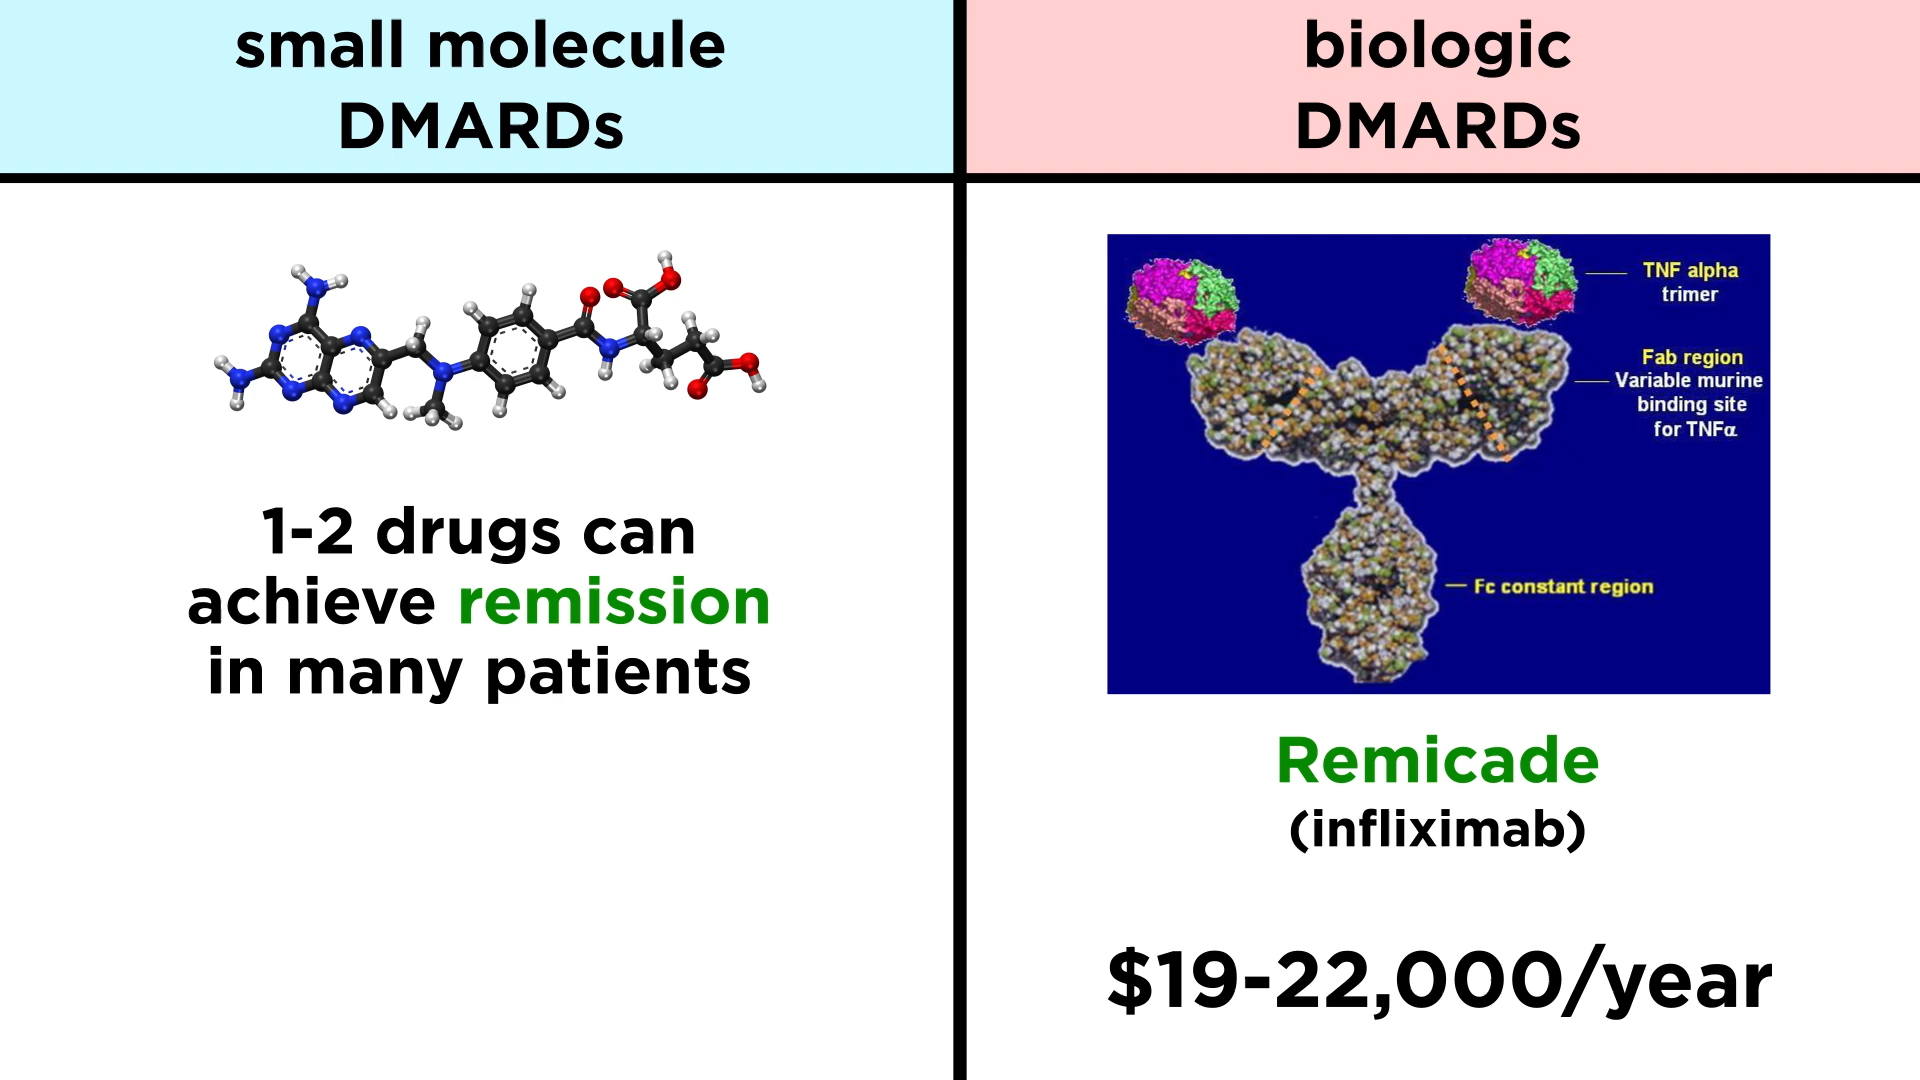 small molecule
DMARDs
1-2 drugs can
achieve remission
in many patients
biologic
DMARDs
TNF alpha
trimer
Fab region
Variable murine
binding site
for TNFα
Fc constant region
Remicade
(infliximab)
$19-22,000/year